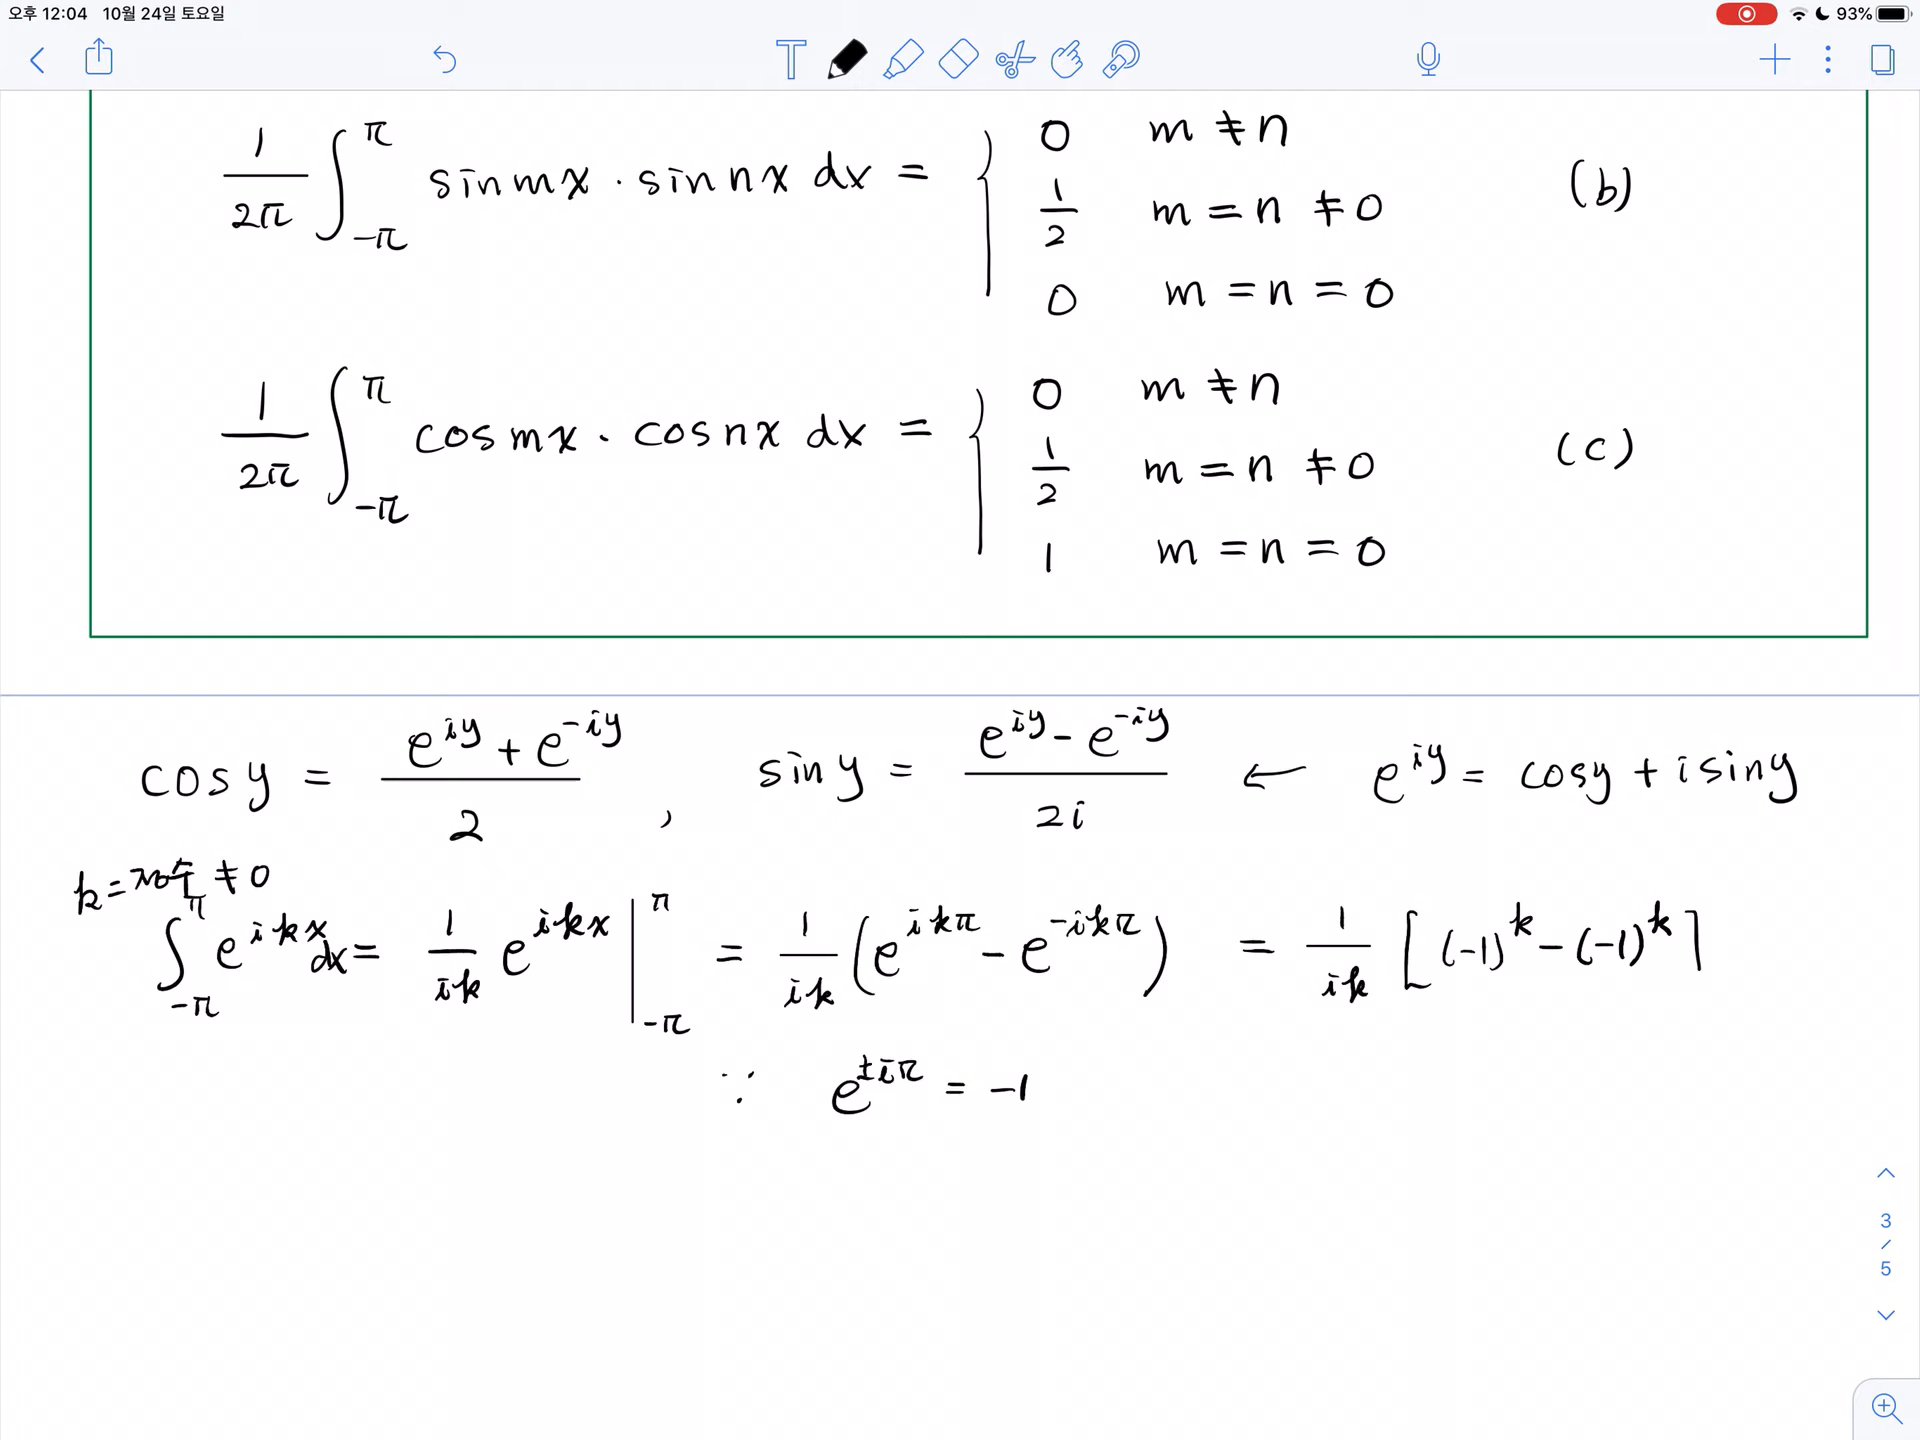 오후 12:04 10월 24일 토요일 93%
1/2π ∫_{-π}^{π} sin mx · sin nx dx = { 0 m ≠ n
1/2 m = n ≠ 0 (b)
0 m = n = 0
1/2π ∫_{-π}^{π} cos mx · cos nx dx = { 0 m ≠ n
1/2 m = n ≠ 0 (c)
1 m = n = 0
cos y = (e^{iy} + e^{-iy})/2 , sin y = (e^{iy} - e^{-iy})/2i ← e^{iy} = cos y + i sin y
k = 정수 ≠ 0
∫_{-π}^{π} e^{ikx} dx = 1/ik e^{ikx} |_{-π}^{π} = 1/ik (e^{ikπ} - e^{-ikπ}) = 1/ik [(-1)^k - (-1)^k]
∵ e^{±iπ} = -1
3
/
5